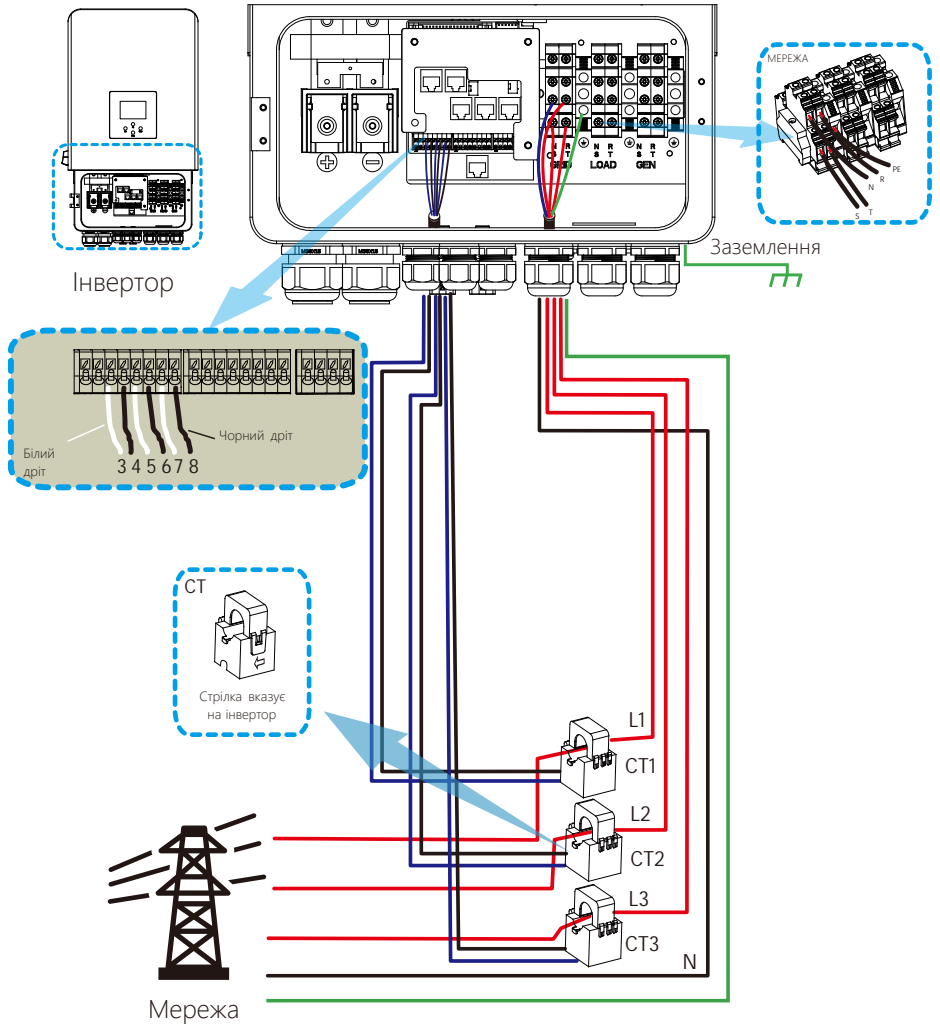 МЕРЕЖА
PE
R
N
T
S
N R
S T
GRID
N R
S T
LOAD
N R
S T
GEN
Заземлення
Інвертор
Білий
дріт
Чорний дріт
3 4 5 6 7 8
CT
Стрілка вказує
на інвертор
L1
CT1
L2
CT2
L3
CT3
N
Мережа